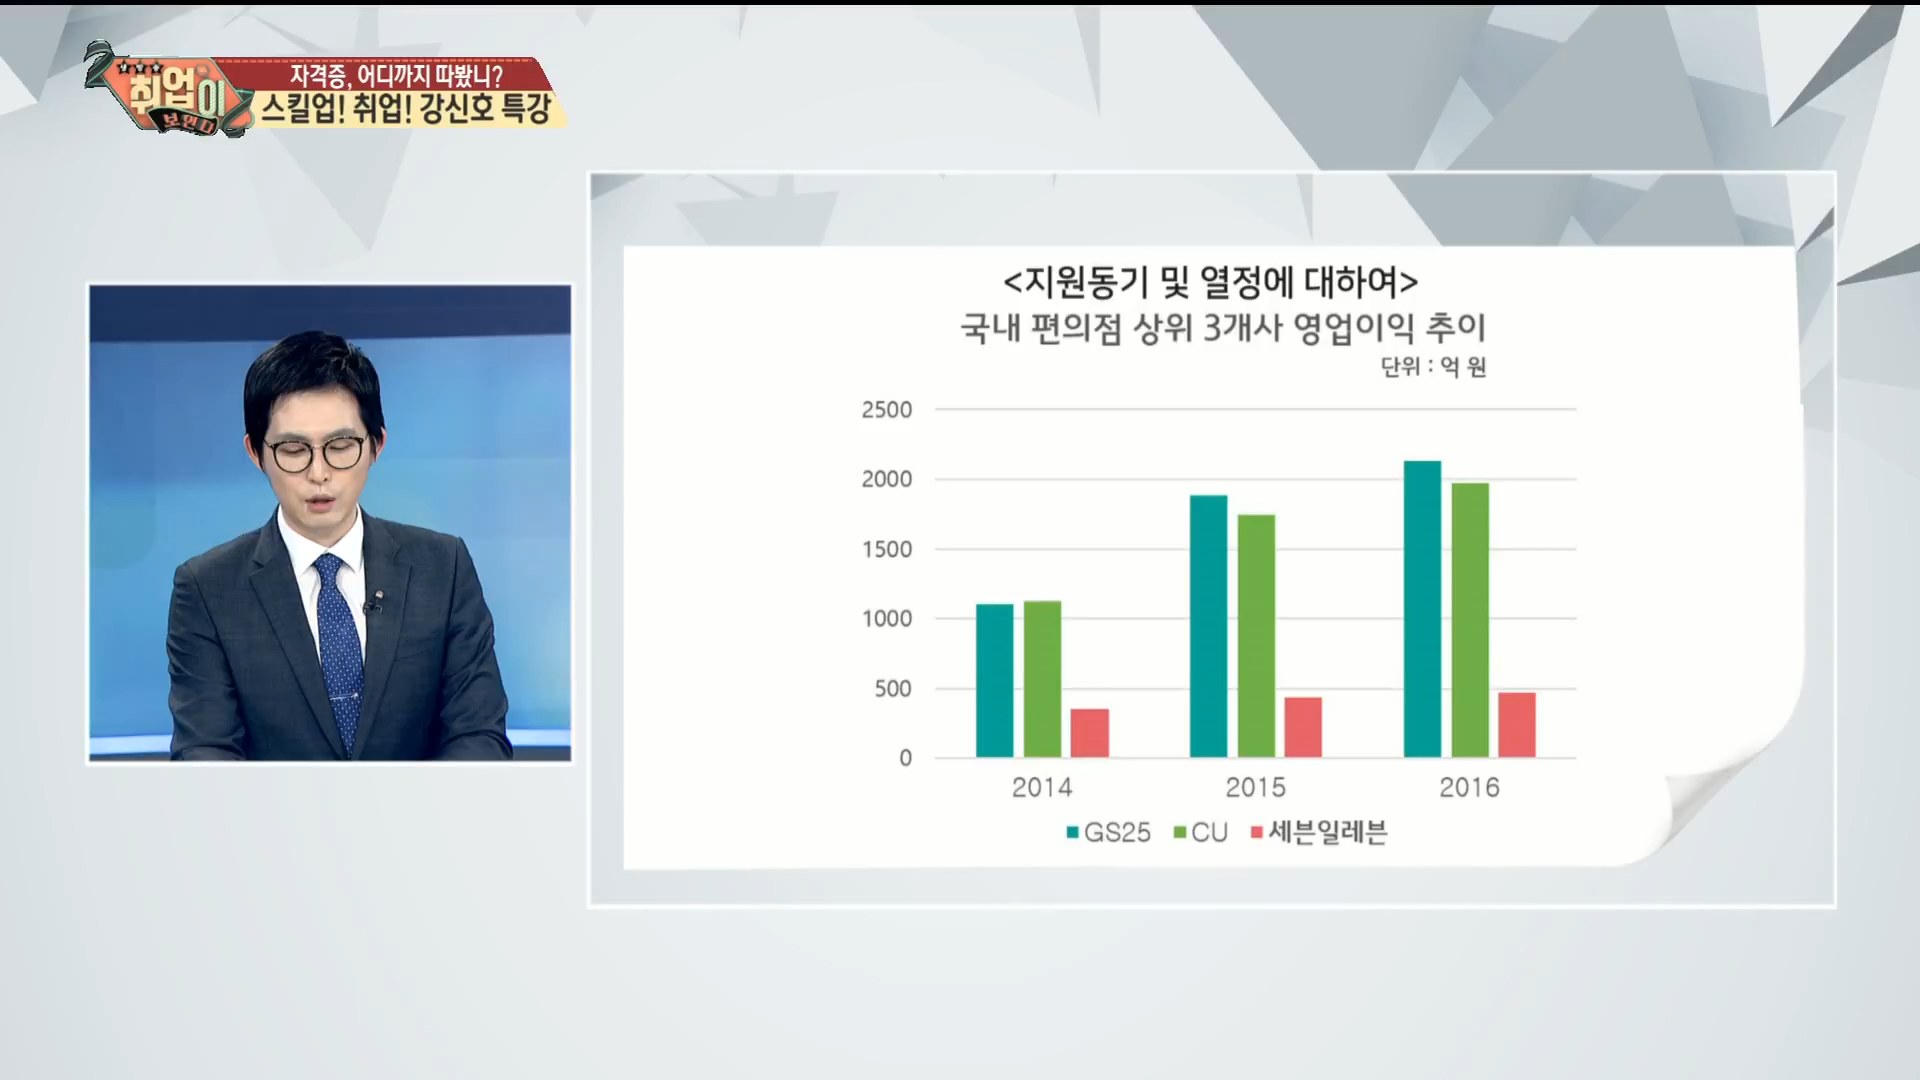 취업이
보인다
자격증, 어디까지 따봤니?
스킬업! 취업! 강신호 특강
<지원동기 및 열정에 대하여>
국내 편의점 상위 3개사 영업이익 추이
단위 : 억 원
2500
2000
1500
1000
500
0
2014 2015 2016
GS25 CU 세븐일레븐